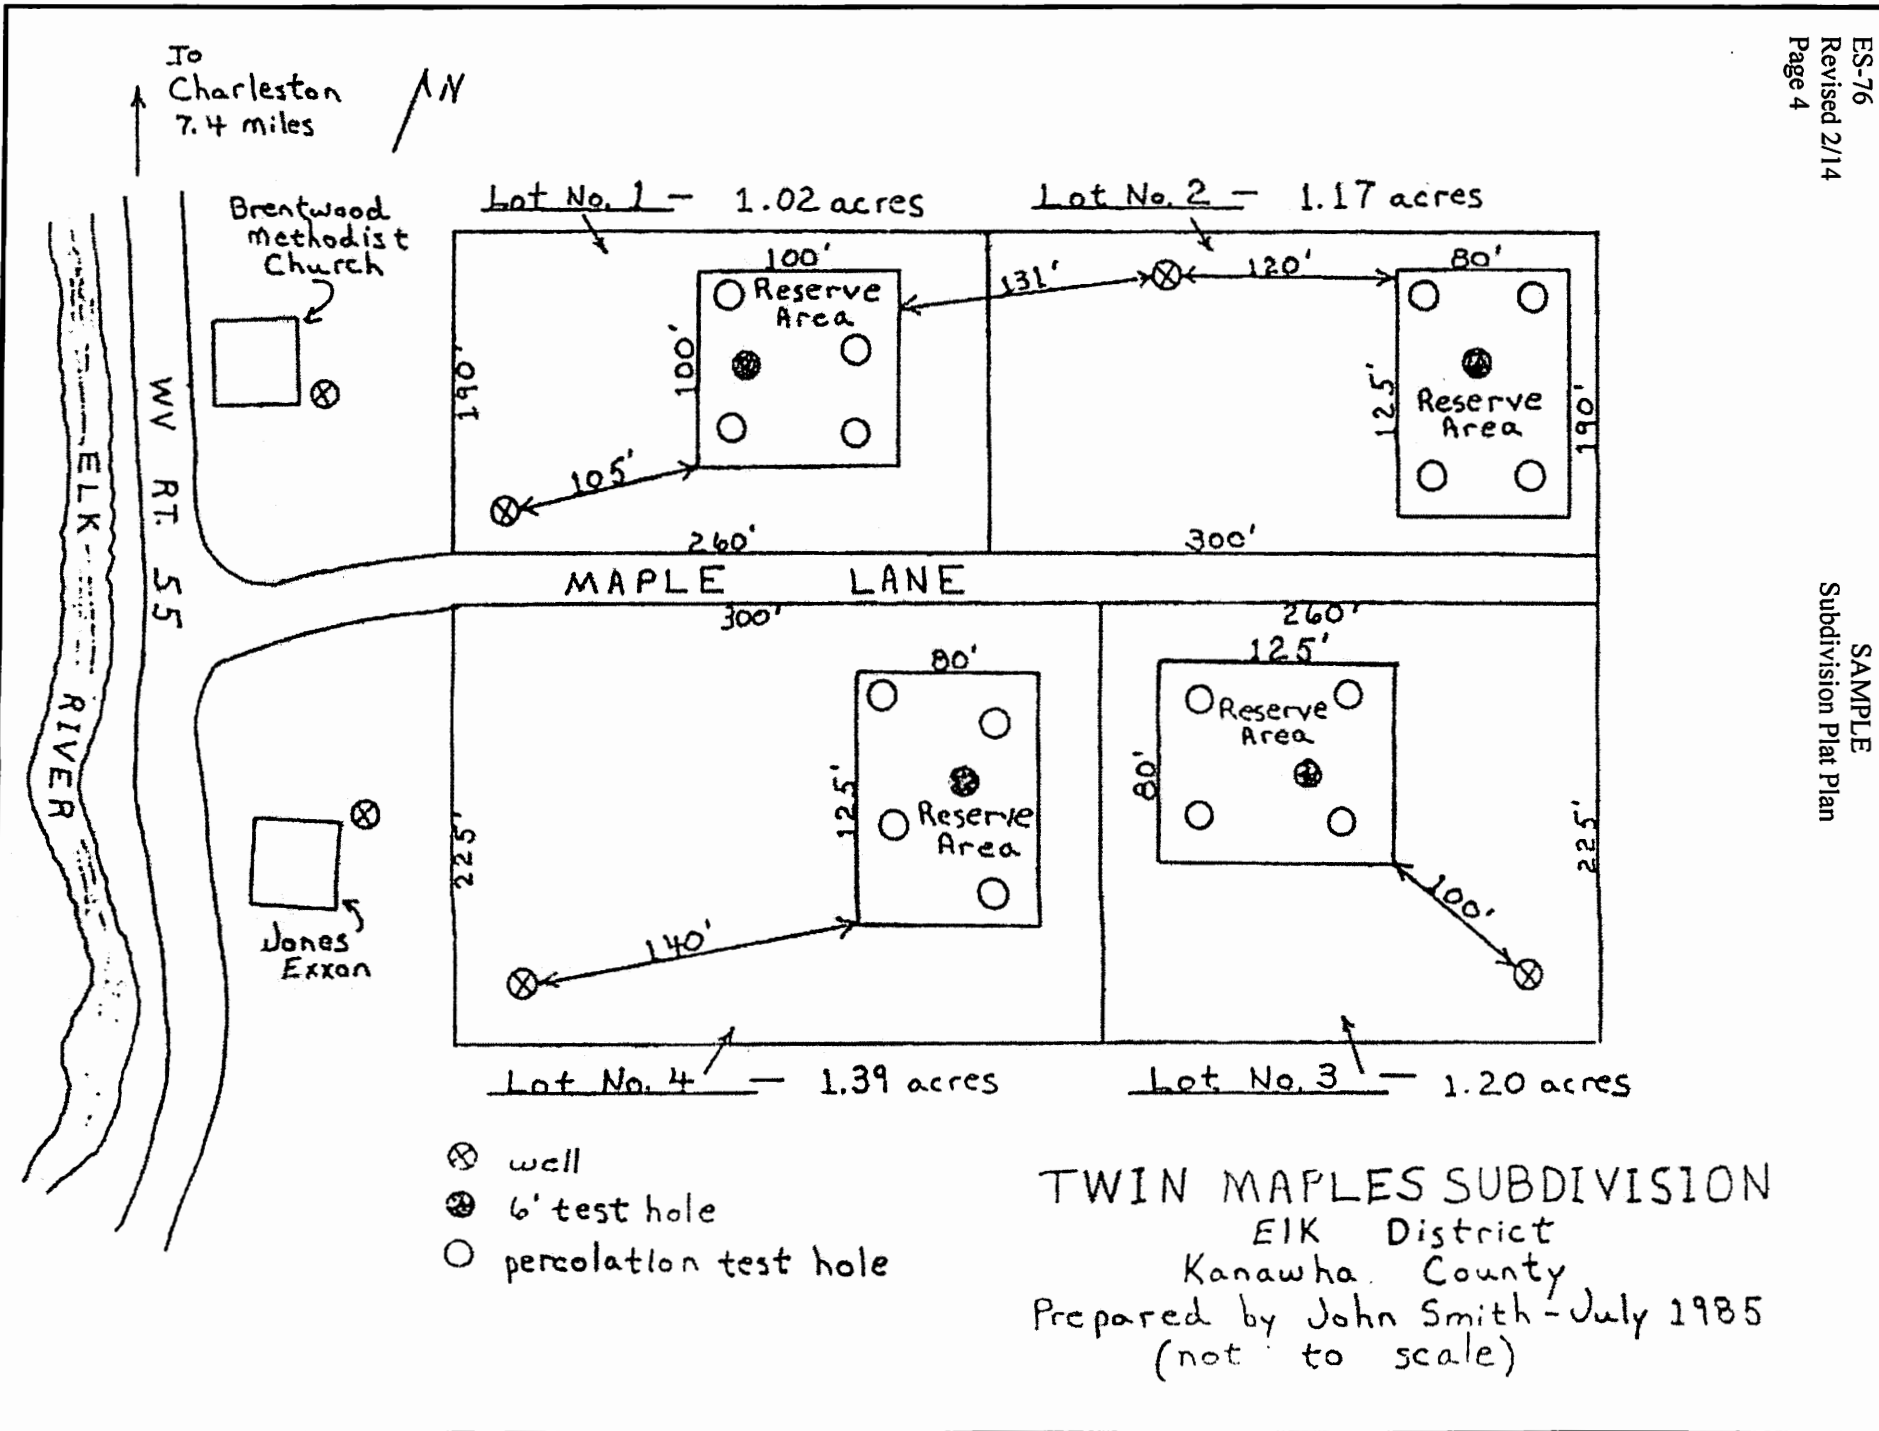 ES-76
Revised 2/14
Page 4
SAMPLE
Subdivision Plat Plan
To
Charleston
7.4 miles
N
Brentwood
Methodist
Church
WV RT. 55
ELK RIVER
Jones
Exxon
Lot No. 1 - 1.02 acres
100'
Reserve
Area
100'
190'
105'
260'
131'
Lot No. 2 - 1.17 acres
120'
80'
125'
Reserve
Area
190'
300'
MAPLE LANE
300'
80'
125'
Reserve
Area
225'
140'
Lot No. 4 - 1.39 acres
260'
125'
Reserve
Area
80'
225'
100'
Lot No. 3 - 1.20 acres
well
6' test hole
percolation test hole
TWIN MAPLES SUBDIVISION
Elk District
Kanawha County
Prepared by John Smith - July 1985
(not to scale)